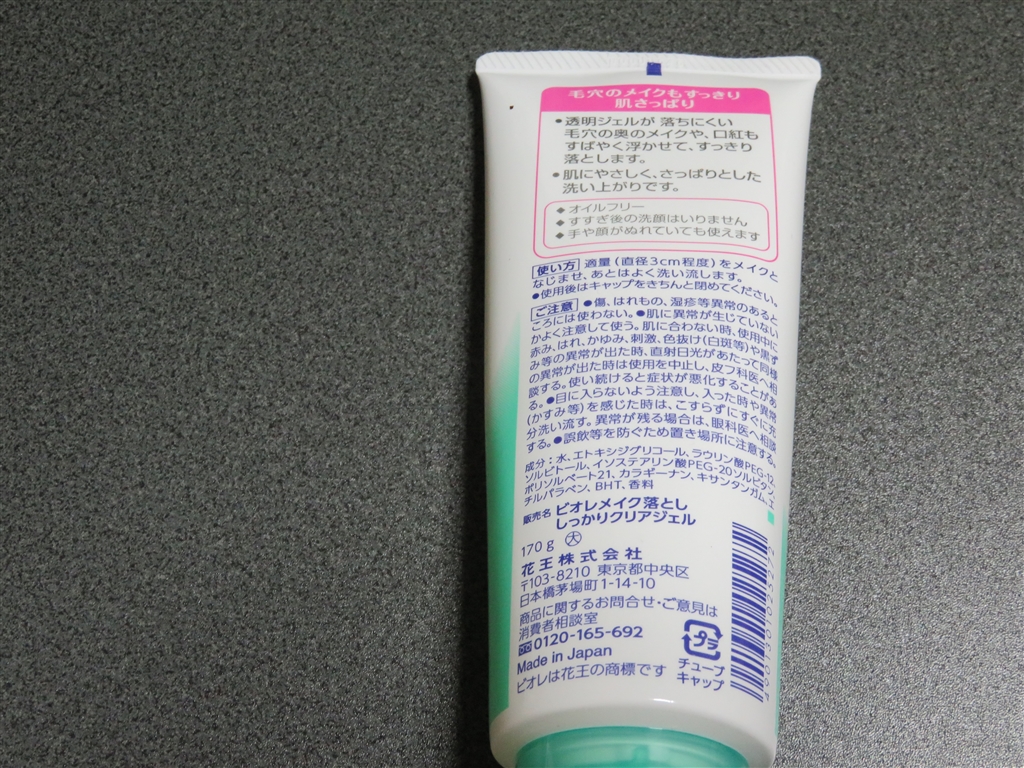 毛穴のメイクもすっきり
肌さっぱり
●透明ジェルが 落ちにくい
毛穴の奥のメイクや、口紅も
すばやく浮かせて、すっきり
落とします。
●肌にやさしく、さっぱりとした
洗い上がりです。
◆オイルフリー
◆すすぎ後の洗顔はいりません
◆手や顔がぬれていても使えます
使い方 適量（直径3cm程度）をメイクと
なじませ、あとはよく洗い流します。
●使用後はキャップをきちんと閉めてください。
ご注意 ●傷、はれもの、湿疹等異常のあると
ころには使わない。●肌に異常が生じていない
かよく注意して使う。肌に合わない時、使用中に
赤み、はれ、かゆみ、刺激、色抜け(白斑等)や黒ず
み等の異常が出た時、直射日光があたって同様
の異常が出た時は使用を中止し、皮フ科医へ相
談する。使い続けると症状が悪化することがあ
る。●目に入らないよう注意し、入った時や異常
(かすみ等)を感じた時は、こすらずにすぐに充
分洗い流す。異常が残る場合は、眼科医へ相談
する。●誤飲等を防ぐため置き場所に注意する。
成分：水、エトキシジグリコール、ラウリン酸PEG-12、
ソルビトール、イソステアリン酸PEG-20ソルビタン、
ポリソルベート21、カラギーナン、キサンタンガム、エ
チルパラベン、BHT、香料
販売名 ビオレメイク落とし
しっかりクリアジェル
170g 大
花王株式会社
〒103-8210 東京都中央区
日本橋茅場町1-14-10
商品に関するお問合せ・ご意見は
消費者相談室
0120-165-692
Made in Japan
ビオレは花王の商標です
プラ
チューブ
キャップ